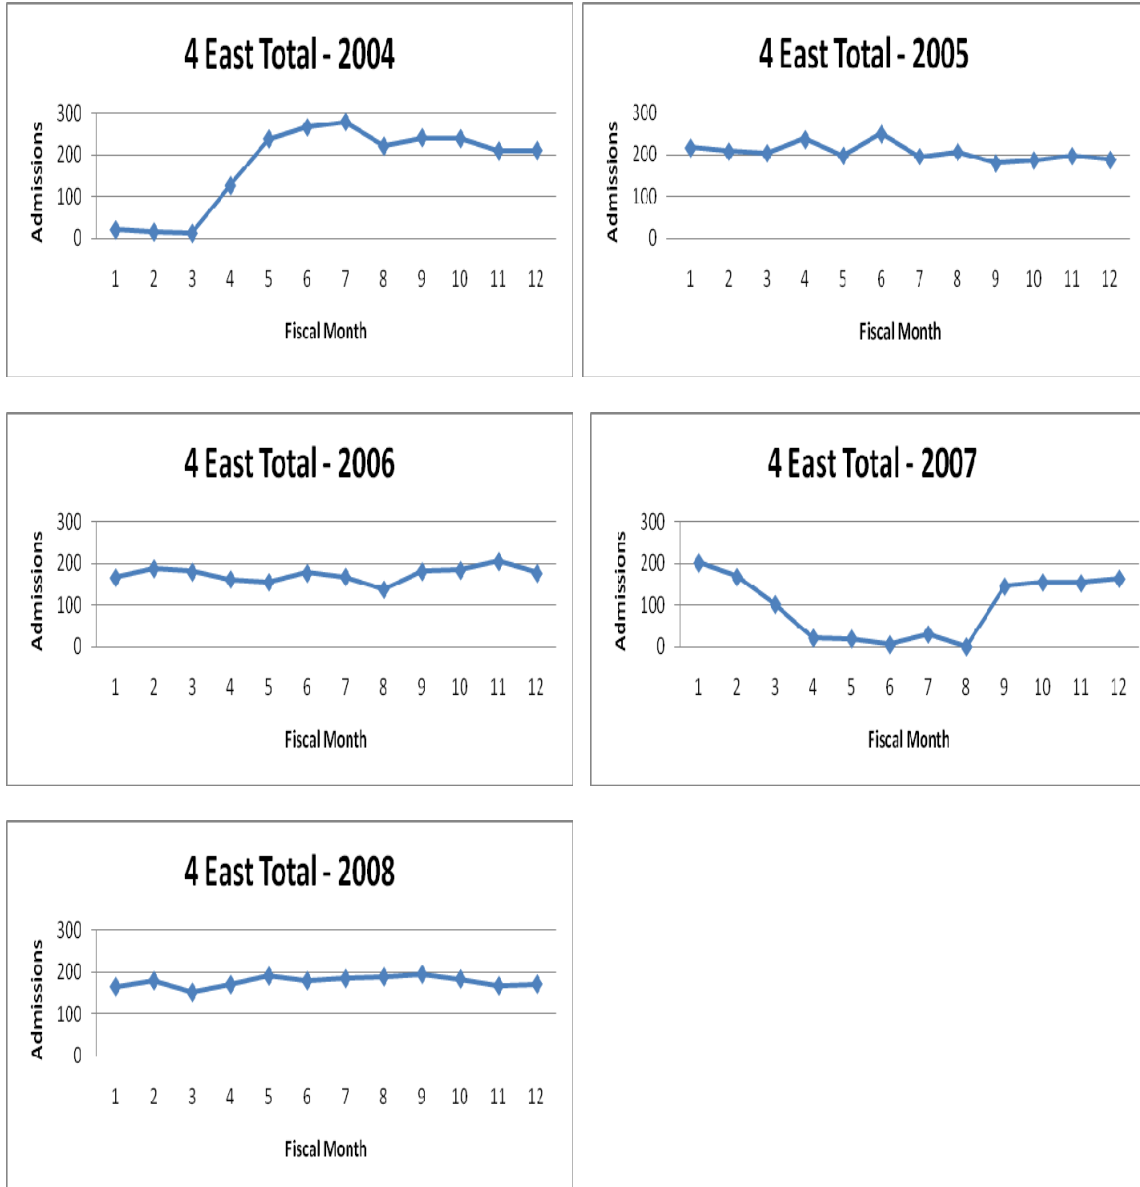 4 East Total - 2004
300
200
100
0
Admissions
1 2 3 4 5 6 7 8 9 10 11 12
Fiscal Month
4 East Total - 2005
300
200
100
0
Admissions
1 2 3 4 5 6 7 8 9 10 11 12
Fiscal Month
4 East Total - 2006
300
200
100
0
Admissions
1 2 3 4 5 6 7 8 9 10 11 12
Fiscal Month
4 East Total - 2007
300
200
100
0
Admissions
1 2 3 4 5 6 7 8 9 10 11 12
Fiscal Month
4 East Total - 2008
300
200
100
0
Admissions
1 2 3 4 5 6 7 8 9 10 11 12
Fiscal Month